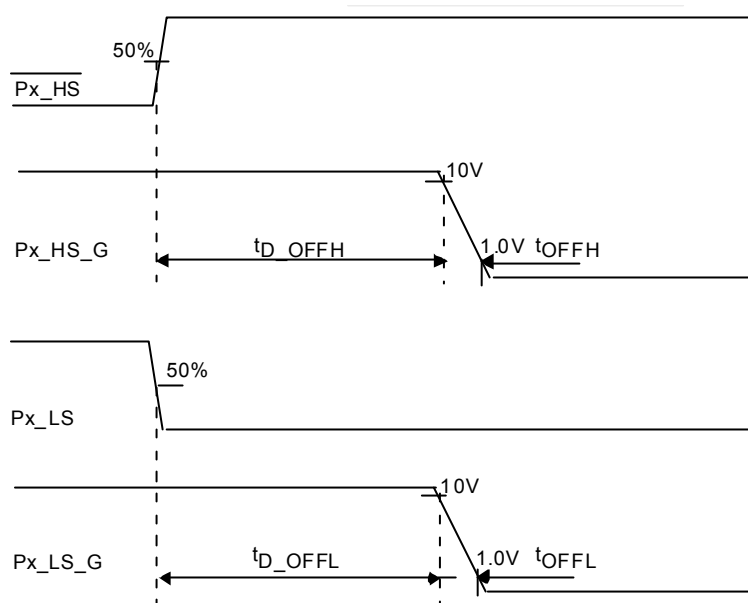 50%
Px_HS
10V
Px_HS_G
tD_OFFH
1.0V tOFFH
50%
Px_LS
10V
Px_LS_G
tD_OFFL
1.0V tOFFL